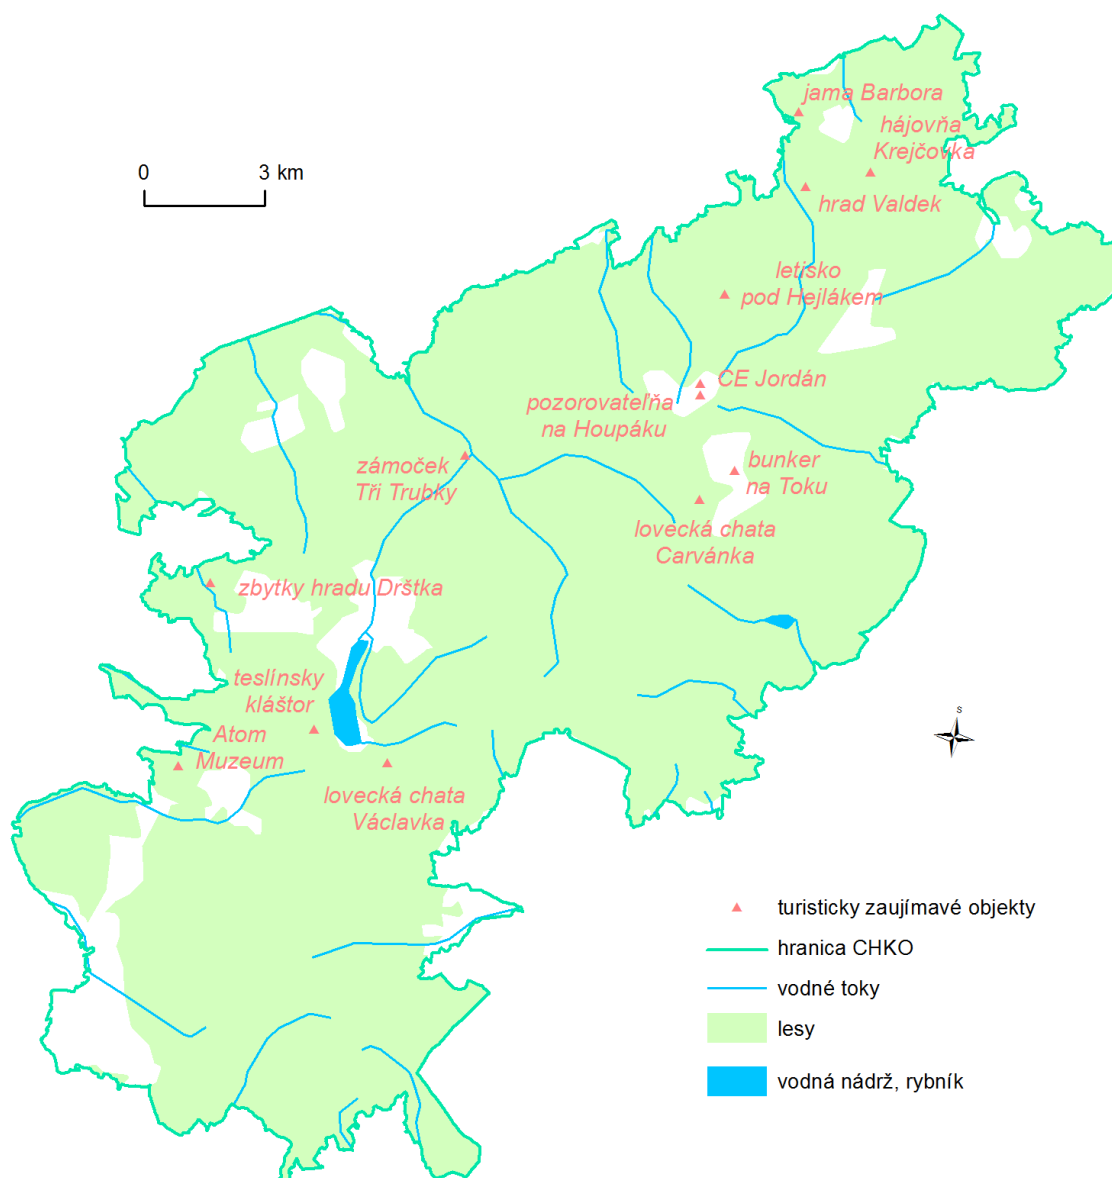 jama Barbora
hájovňa
Krejčovka
0 3 km
hrad Valdek
letisko
pod Hejlákem
CE Jordán
pozorovateľňa
na Houpáku
zámoček
Tři Trubky
bunker
na Toku
lovecká chata
Carvánka
zbytky hradu Drštka
teslínsky
kláštor
Atom
Muzeum
lovecká chata
Václavka
S
turisticky zaujímavé objekty
hranica CHKO
vodné toky
lesy
vodná nádrž, rybník